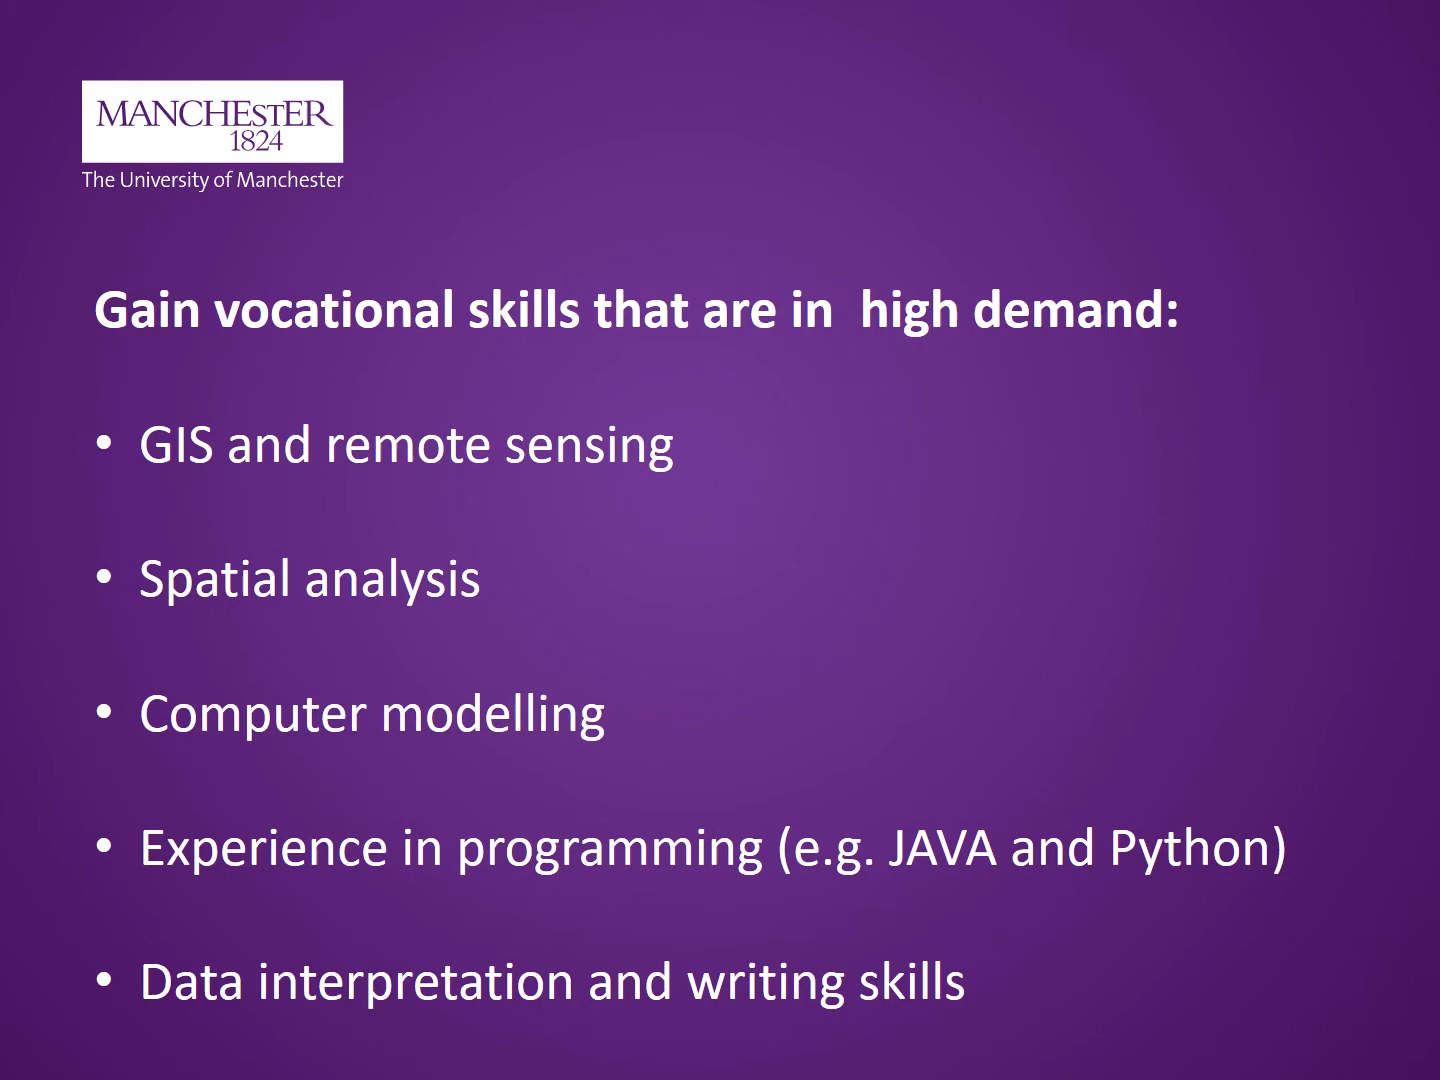 MANCHESTER
1824
The University of Manchester
Gain vocational skills that are in  high demand:
• GIS and remote sensing
• Spatial analysis
• Computer modelling
• Experience in programming (e.g. JAVA and Python)
• Data interpretation and writing skills